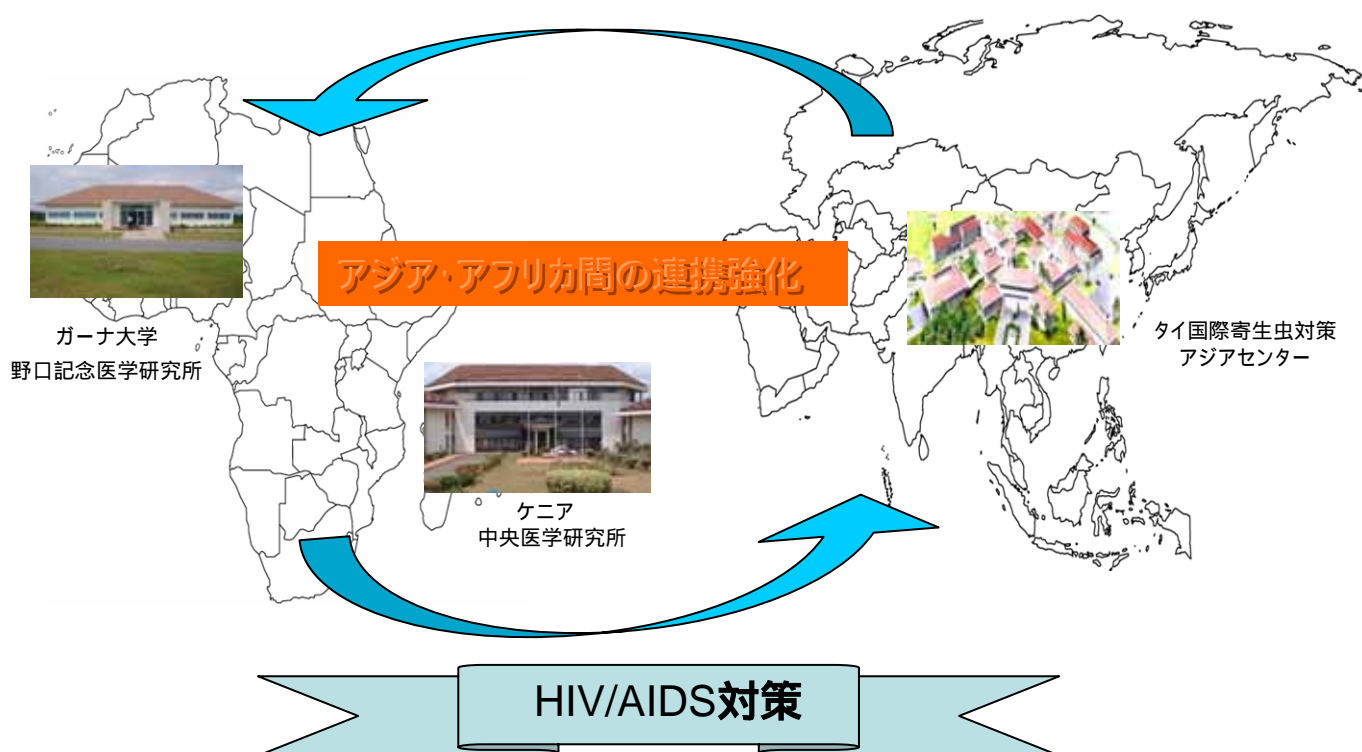 アジア・アフリカ間の連携強化
ガーナ大学
野口記念医学研究所
タイ国際寄生虫対策
アジアセンター
ケニア
中央医学研究所
HIV/AIDS対策